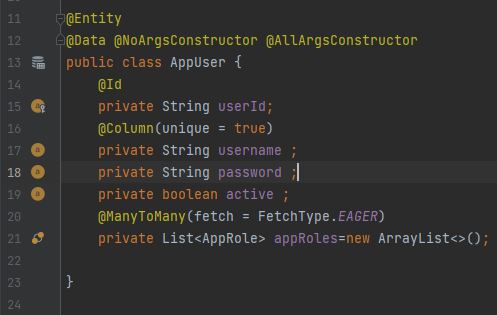 11 @Entity
12 @Data @NoArgsConstructor @AllArgsConstructor
13 public class AppUser {
14 @Id
15 private String userId;
16 @Column(unique = true)
17 private String username ;
18 private String password ;
19 private boolean active ;
20 @ManyToMany(fetch = FetchType.EAGER)
21 private List<AppRole> appRoles=new ArrayList<>();
22
23 }
24